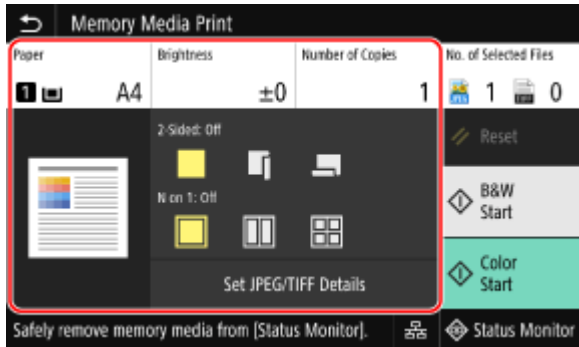 Memory Media Print
Paper
1 A4
Brightness
±0
Number of Copies
1
No. of Selected Files
1 0
2-Sided: Off
N on 1: Off
Set JPEG/TIFF Details
Reset
B&W
Start
Color
Start
Safely remove memory media from [Status Monitor].
Status Monitor